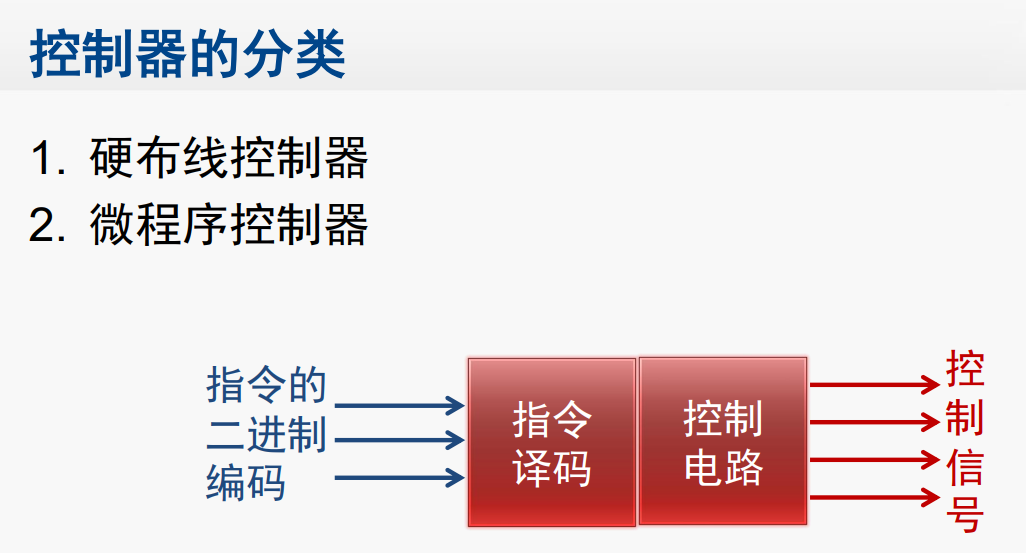 控制器的分类
1. 硬布线控制器
2. 微程序控制器
指令的
二进制
编码
指令
译码
控制
电路
控
制
信
号